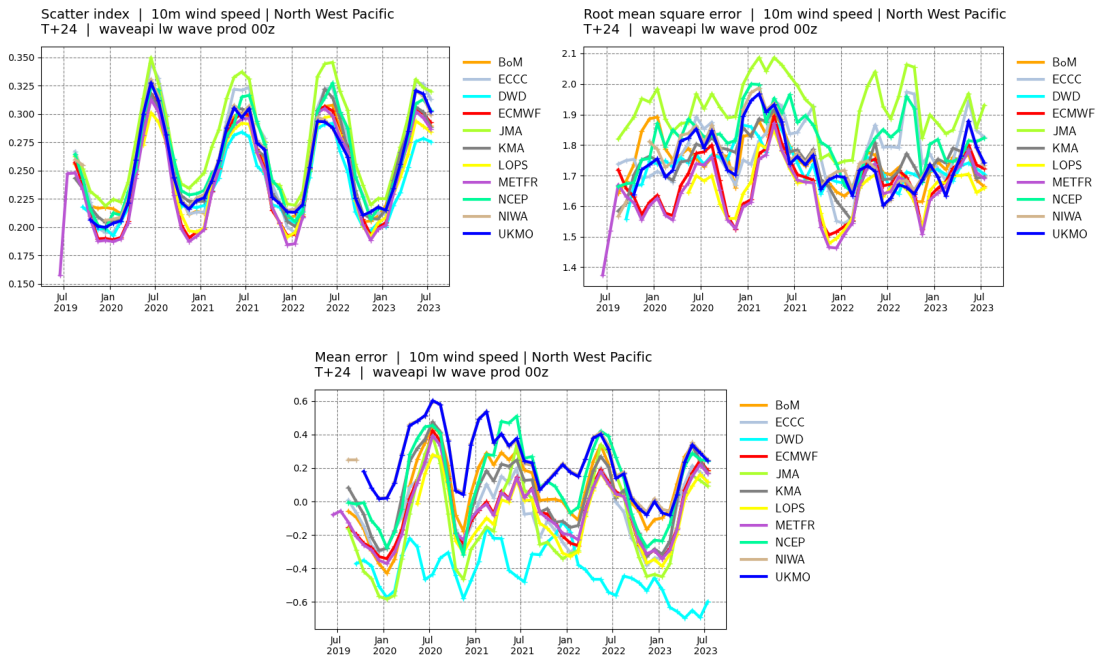 Scatter index | 10m wind speed | North West Pacific
T+24 | waveapi lw wave prod 00z
0.350
0.325
0.300
0.275
0.250
0.225
0.200
0.175
0.150
Jul 2019
Jan 2020
Jul 2020
Jan 2021
Jul 2021
Jan 2022
Jul 2022
Jan 2023
Jul 2023
BoM
ECCC
DWD
ECMWF
JMA
KMA
LOPS
METFR
NCEP
NIWA
UKMO
Root mean square error | 10m wind speed | North West Pacific
T+24 | waveapi lw wave prod 00z
2.1
2.0
1.9
1.8
1.7
1.6
1.5
1.4
Jul 2019
Jan 2020
Jul 2020
Jan 2021
Jul 2021
Jan 2022
Jul 2022
Jan 2023
Jul 2023
BoM
ECCC
DWD
ECMWF
JMA
KMA
LOPS
METFR
NCEP
NIWA
UKMO
Mean error | 10m wind speed | North West Pacific
T+24 | waveapi lw wave prod 00z
0.6
0.4
0.2
0.0
−0.2
−0.4
−0.6
Jul 2019
Jan 2020
Jul 2020
Jan 2021
Jul 2021
Jan 2022
Jul 2022
Jan 2023
Jul 2023
BoM
ECCC
DWD
ECMWF
JMA
KMA
LOPS
METFR
NCEP
NIWA
UKMO